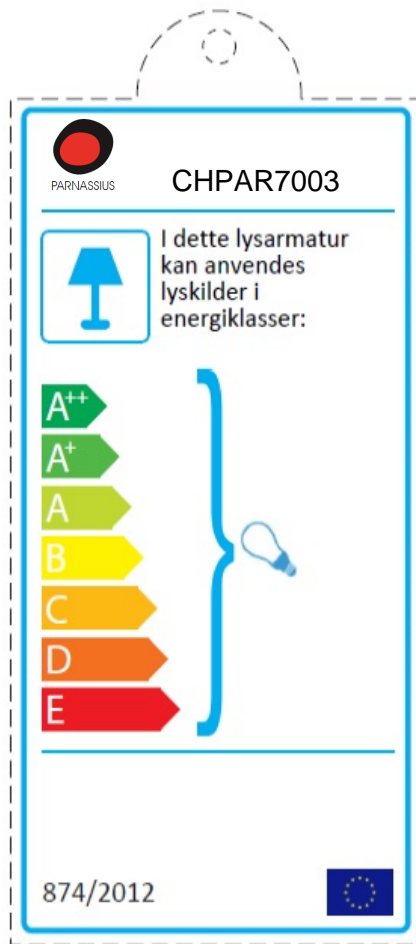 PARNASSIUS
CHPAR7003
I dette lysarmatur
kan anvendes
lyskilder i
energiklasser:
A++
A+
A
B
C
D
E
874/2012